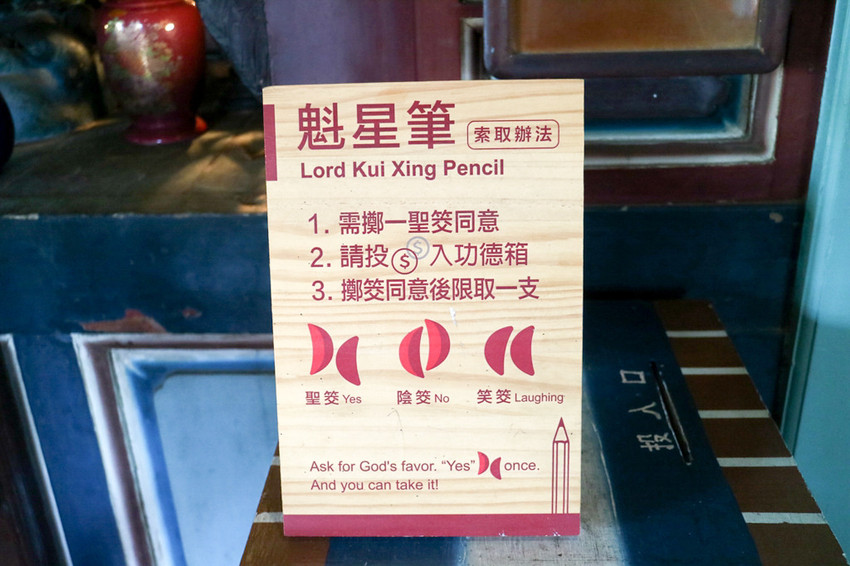 魁星筆 索取辦法
Lord Kui Xing Pencil
1. 需擲一聖筊同意
2. 請投 $ $ 入功德箱
3. 擲筊同意後限取一支
聖筊 Yes 陰筊 No 笑筊 Laughing
Ask for God's favor. “Yes” once.
And you can take it!
投入口